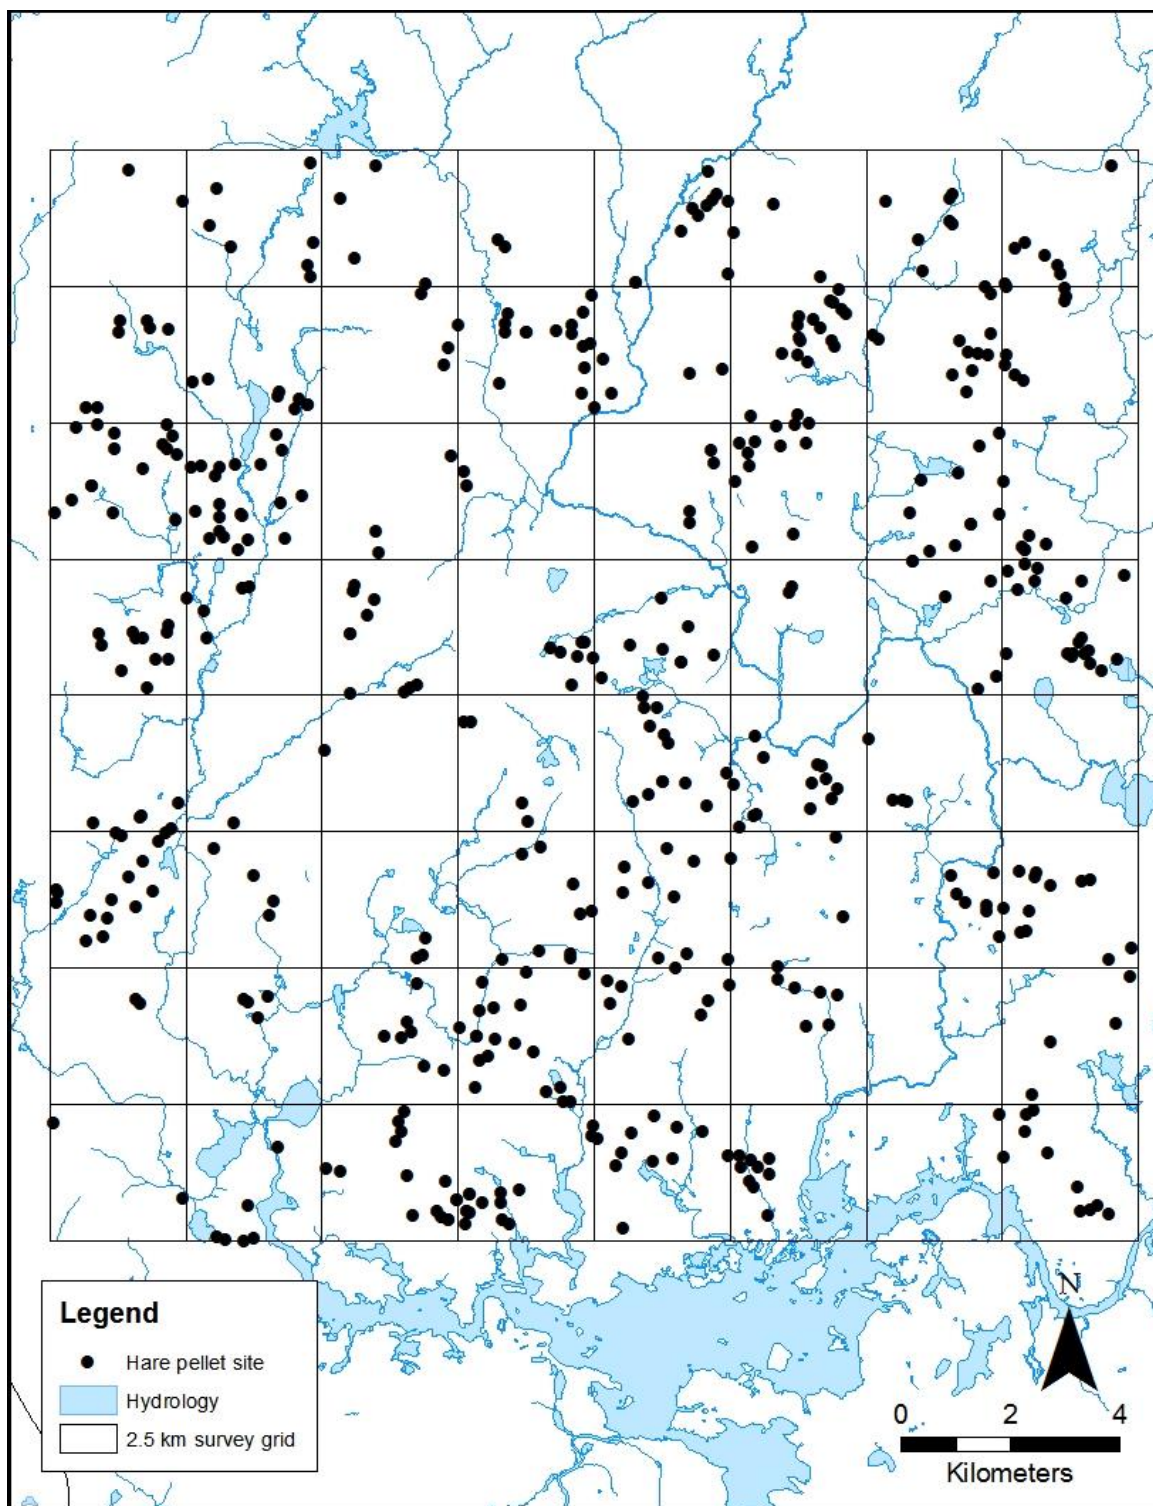 Legend
Hare pellet site
Hydrology
2.5 km survey grid
N
0 2 4
Kilometers